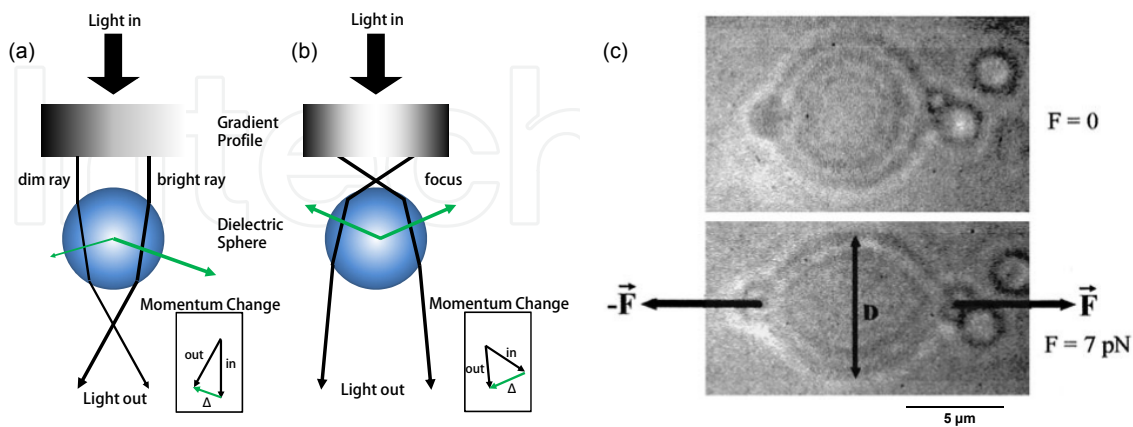 (a)
Light in
Gradient
Profile
dim ray
bright ray
Dielectric
Sphere
Momentum Change
out
in
Δ
Light out
(b)
Light in
focus
Momentum Change
in
out
Δ
Light out
(c)
F = 0
-F⃗
D
F⃗
F = 7 pN
5 µm
Intech